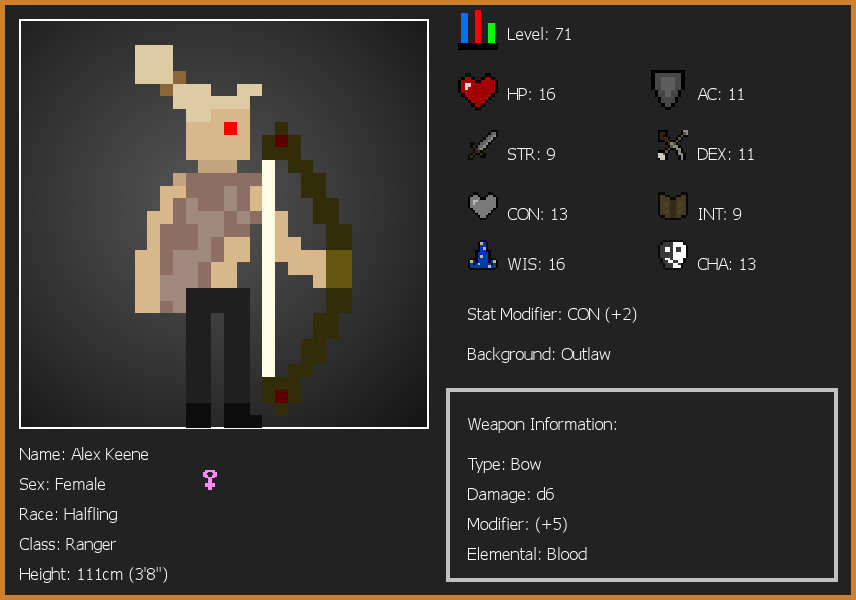 Level: 71
HP: 16
AC: 11
STR: 9
DEX: 11
CON: 13
INT: 9
WIS: 16
CHA: 13
Stat Modifier: CON (+2)
Background: Outlaw
Weapon Information:
Type: Bow
Damage: d6
Modifier: (+5)
Elemental: Blood
Name: Alex Keene
Sex: Female
Race: Halfling
Class: Ranger
Height: 111cm (3'8")